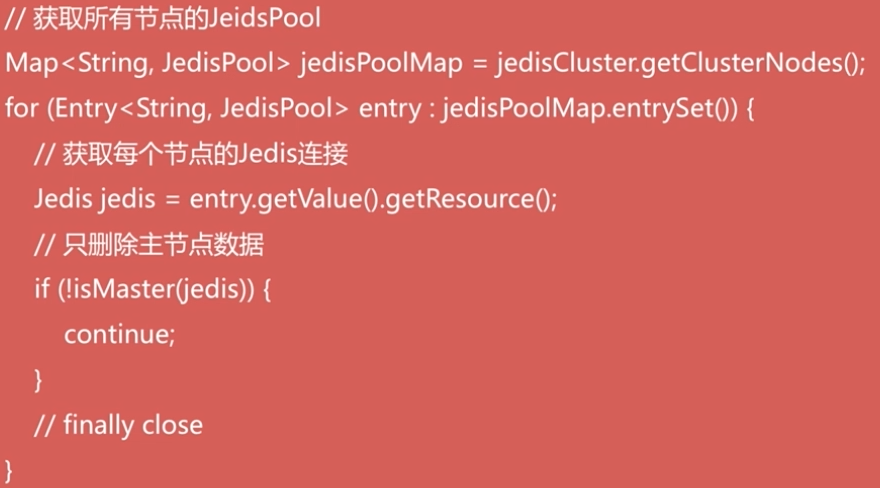 // 获取所有节点的JeidsPool
Map<String, JedisPool> jedisPoolMap = jedisCluster.getClusterNodes();
for (Entry<String, JedisPool> entry : jedisPoolMap.entrySet()) {
// 获取每个节点的Jedis连接
Jedis jedis = entry.getValue().getResource();
// 只删除主节点数据
if (!isMaster(jedis)) {
continue;
}
// finally close
}